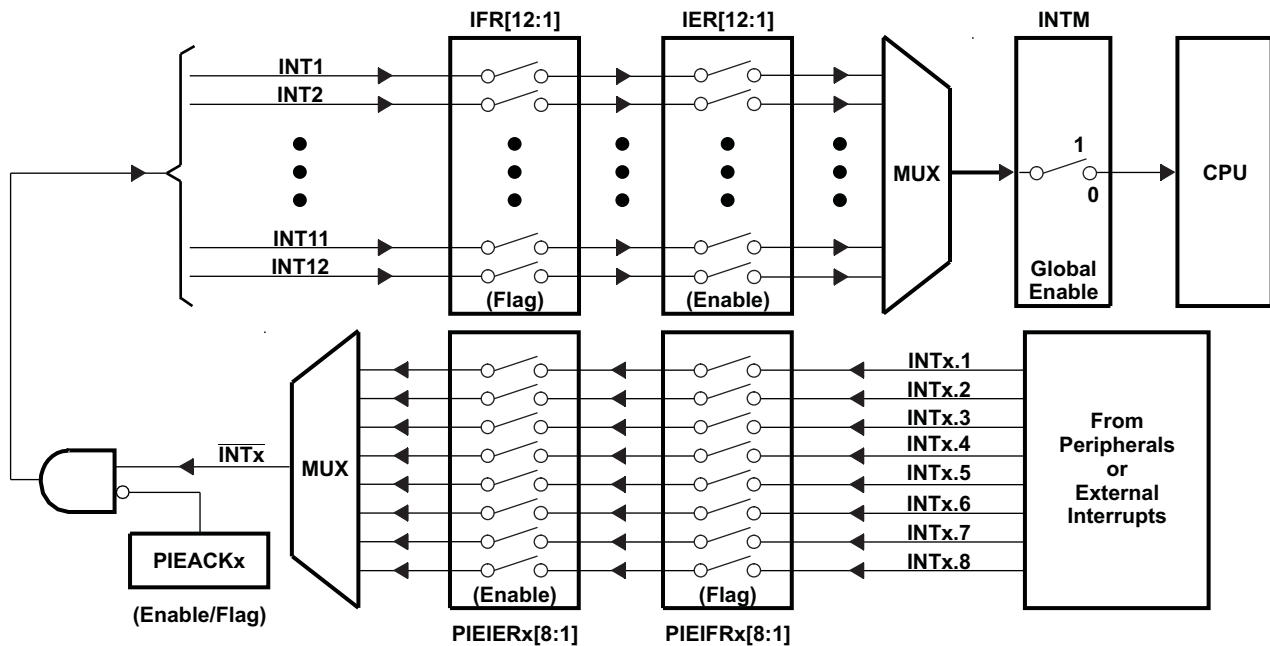 IFR[12:1]
IER[12:1]
INTM
INT1
INT2
INT11
INT12
(Flag)
(Enable)
MUX
1
0
Global
Enable
CPU
INTx.1
INTx.2
INTx.3
INTx.4
INTx.5
INTx.6
INTx.7
INTx.8
From
Peripherals
or
External
Interrupts
INTx
MUX
PIEACKx
(Enable/Flag)
(Enable)
(Flag)
PIEIERx[8:1]
PIEIFRx[8:1]